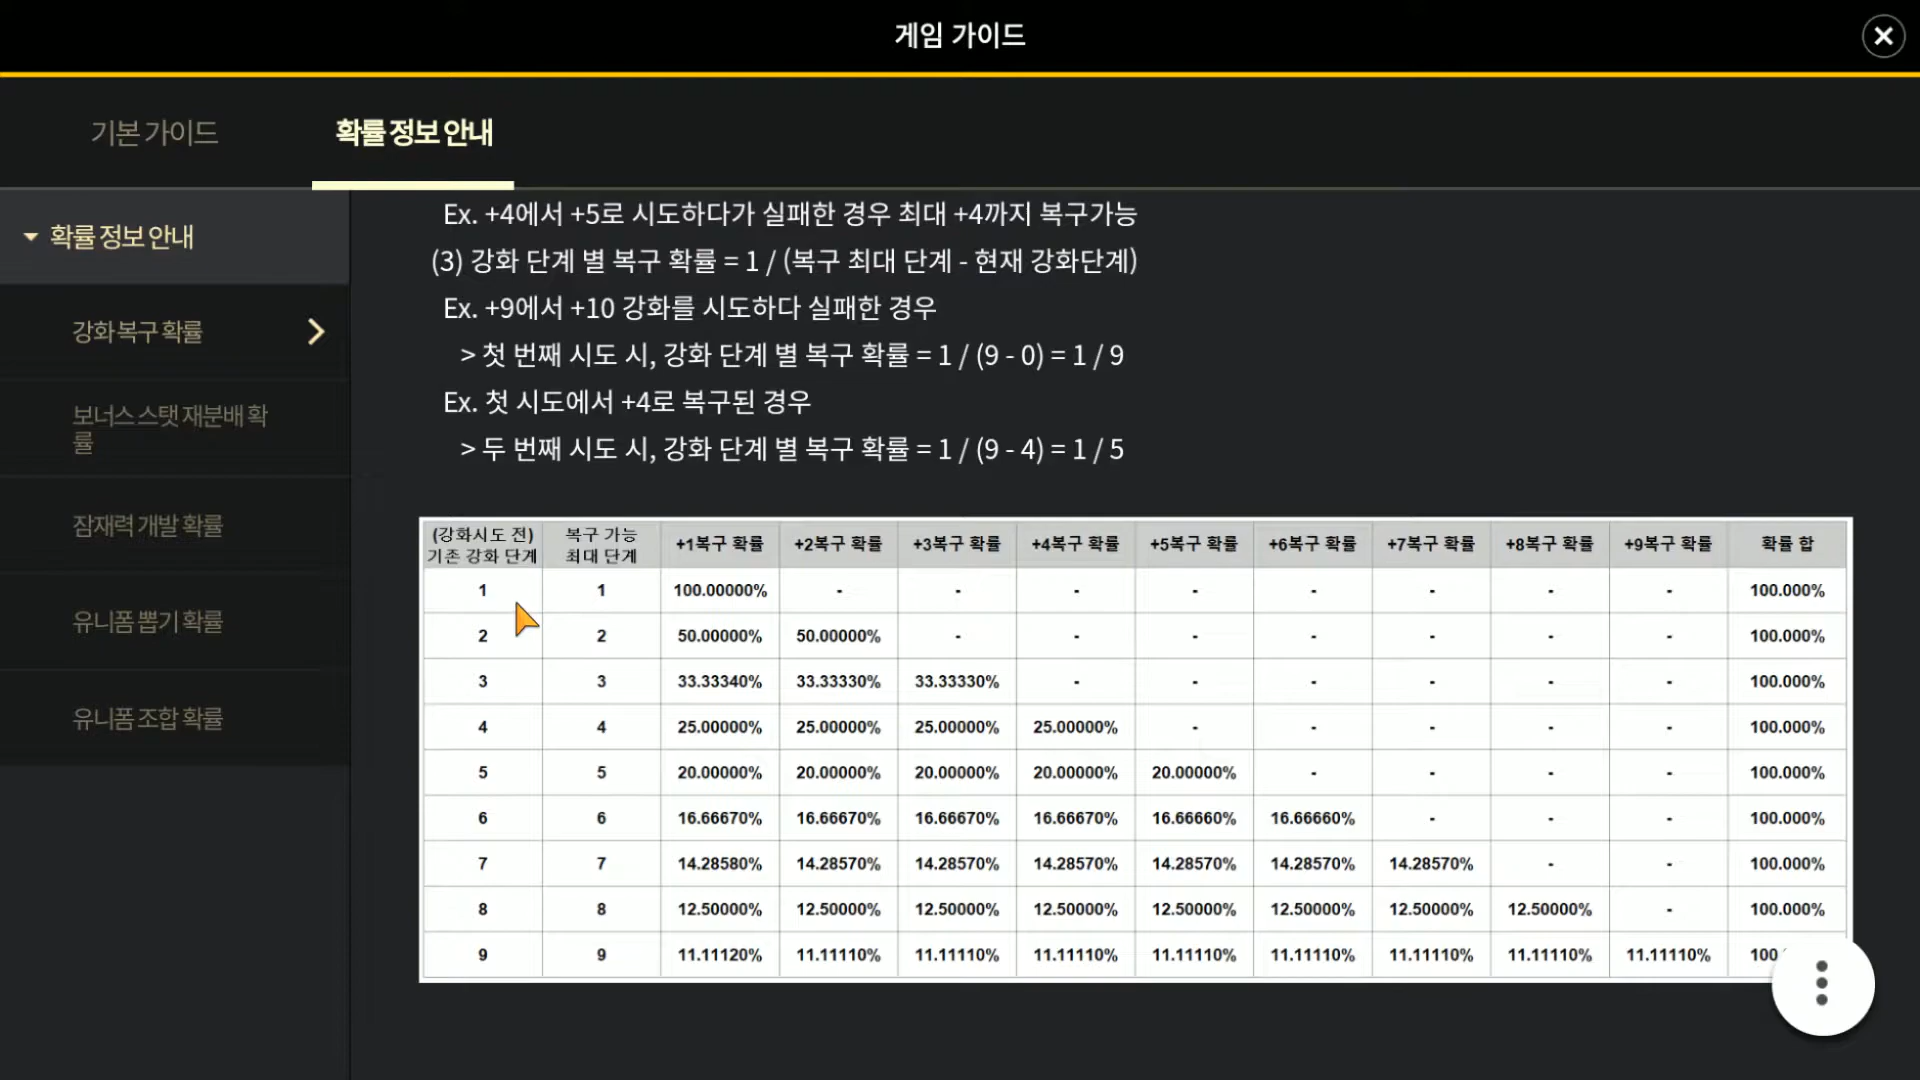 게임 가이드
기본 가이드
확률 정보 안내
확률 정보 안내
강화 복구 확률
보너스 스탯 재분배 확
률
잠재력 개발 확률
유니폼 뽑기 확률
유니폼 조합 확률
Ex. +4에서 +5로 시도하다가 실패한 경우 최대 +4까지 복구가능
(3) 강화 단계 별 복구 확률 = 1 / (복구 최대 단계 - 현재 강화단계)
Ex. +9에서 +10 강화를 시도하다 실패한 경우
> 첫 번째 시도 시, 강화 단계 별 복구 확률 = 1 / (9 - 0) = 1 / 9
Ex. 첫 시도에서 +4로 복구된 경우
> 두 번째 시도 시, 강화 단계 별 복구 확률 = 1 / (9 - 4) = 1 / 5
(강화시도 전) 기존 강화 단계 복구 가능 최대 단계 +1복구 확률 +2복구 확률 +3복구 확률 +4복구 확률 +5복구 확률 +6복구 확률 +7복구 확률 +8복구 확률 +9복구 확률 확률 합
1 1 100.00000% - - - - - - - - 100.000%
2 2 50.00000% 50.00000% - - - - - - - 100.000%
3 3 33.33340% 33.33330% 33.33330% - - - - - - 100.000%
4 4 25.00000% 25.00000% 25.00000% 25.00000% - - - - - 100.000%
5 5 20.00000% 20.00000% 20.00000% 20.00000% 20.00000% - - - - 100.000%
6 6 16.66670% 16.66670% 16.66670% 16.66670% 16.66660% 16.66660% - - - 100.000%
7 7 14.28580% 14.28570% 14.28570% 14.28570% 14.28570% 14.28570% 14.28570% - - 100.000%
8 8 12.50000% 12.50000% 12.50000% 12.50000% 12.50000% 12.50000% 12.50000% 12.50000% - 100.000%
9 9 11.11120% 11.11110% 11.11110% 11.11110% 11.11110% 11.11110% 11.11110% 11.11110% 11.11110% 100